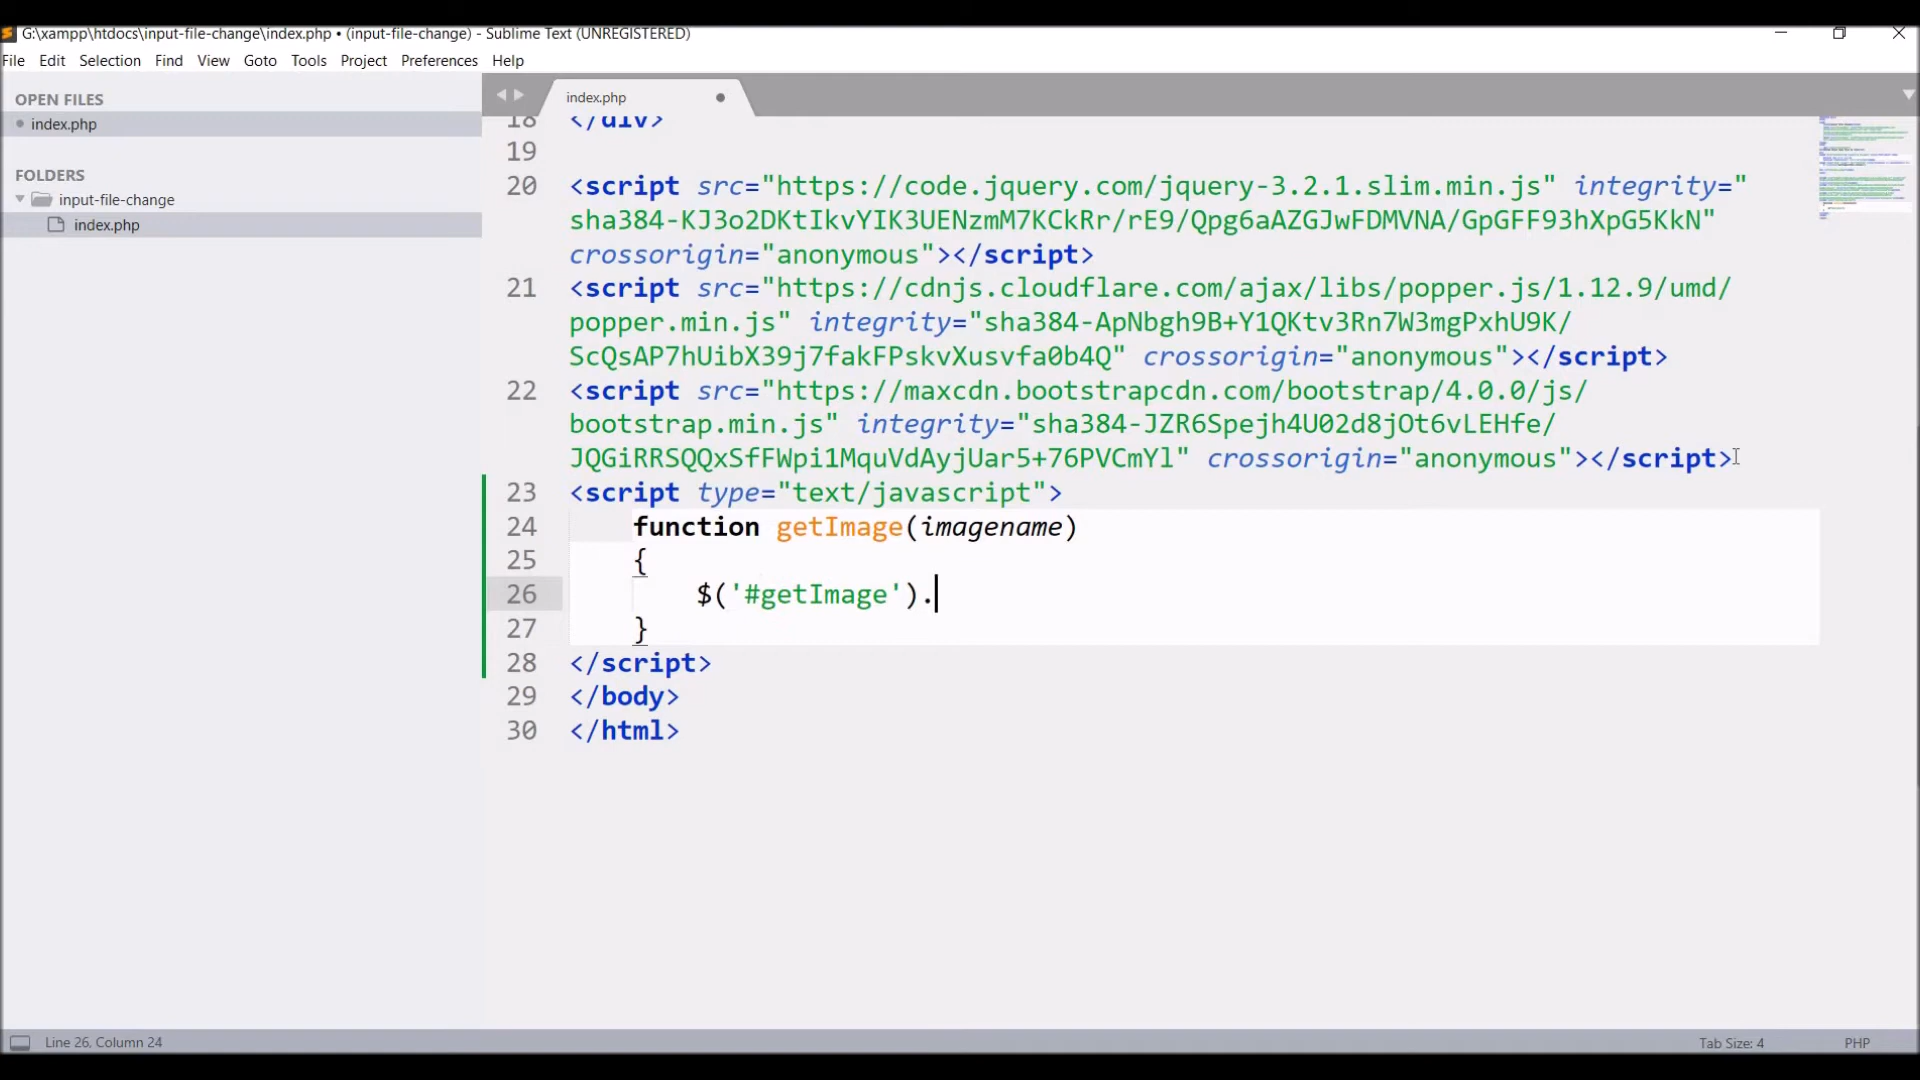 G:\xampp\htdocs\input-file-change\index.php • (input-file-change) - Sublime Text (UNREGISTERED)
File Edit Selection Find View Goto Tools Project Preferences Help
OPEN FILES
index.php
FOLDERS
input-file-change
index.php
index.php
18 </div>
19
20 <script src="https://code.jquery.com/jquery-3.2.1.slim.min.js" integrity="
sha384-KJ3o2DKtIkvYIK3UENzmM7KCkRr/rE9/Qpg6aAZGJwFDMVNA/GpGFF93hXpG5KkN"
crossorigin="anonymous"></script>
21 <script src="https://cdnjs.cloudflare.com/ajax/libs/popper.js/1.12.9/umd/
popper.min.js" integrity="sha384-ApNbgh9B+Y1QKtv3Rn7W3mgPxhU9K/
ScQsAP7hUibX39j7fakFPskvXusvfa0b4Q" crossorigin="anonymous"></script>
22 <script src="https://maxcdn.bootstrapcdn.com/bootstrap/4.0.0/js/
bootstrap.min.js" integrity="sha384-JZR6Spejh4U02d8jOt6vLEHfe/
JQGiRRSQQxSfFWpi1MquVdAyjUar5+76PVCmYl" crossorigin="anonymous"></script>
23 <script type="text/javascript">
24 function getImage(imagename)
25 {
26 $('#getImage').
27 }
28 </script>
29 </body>
30 </html>
Line 26, Column 24
Tab Size: 4
PHP